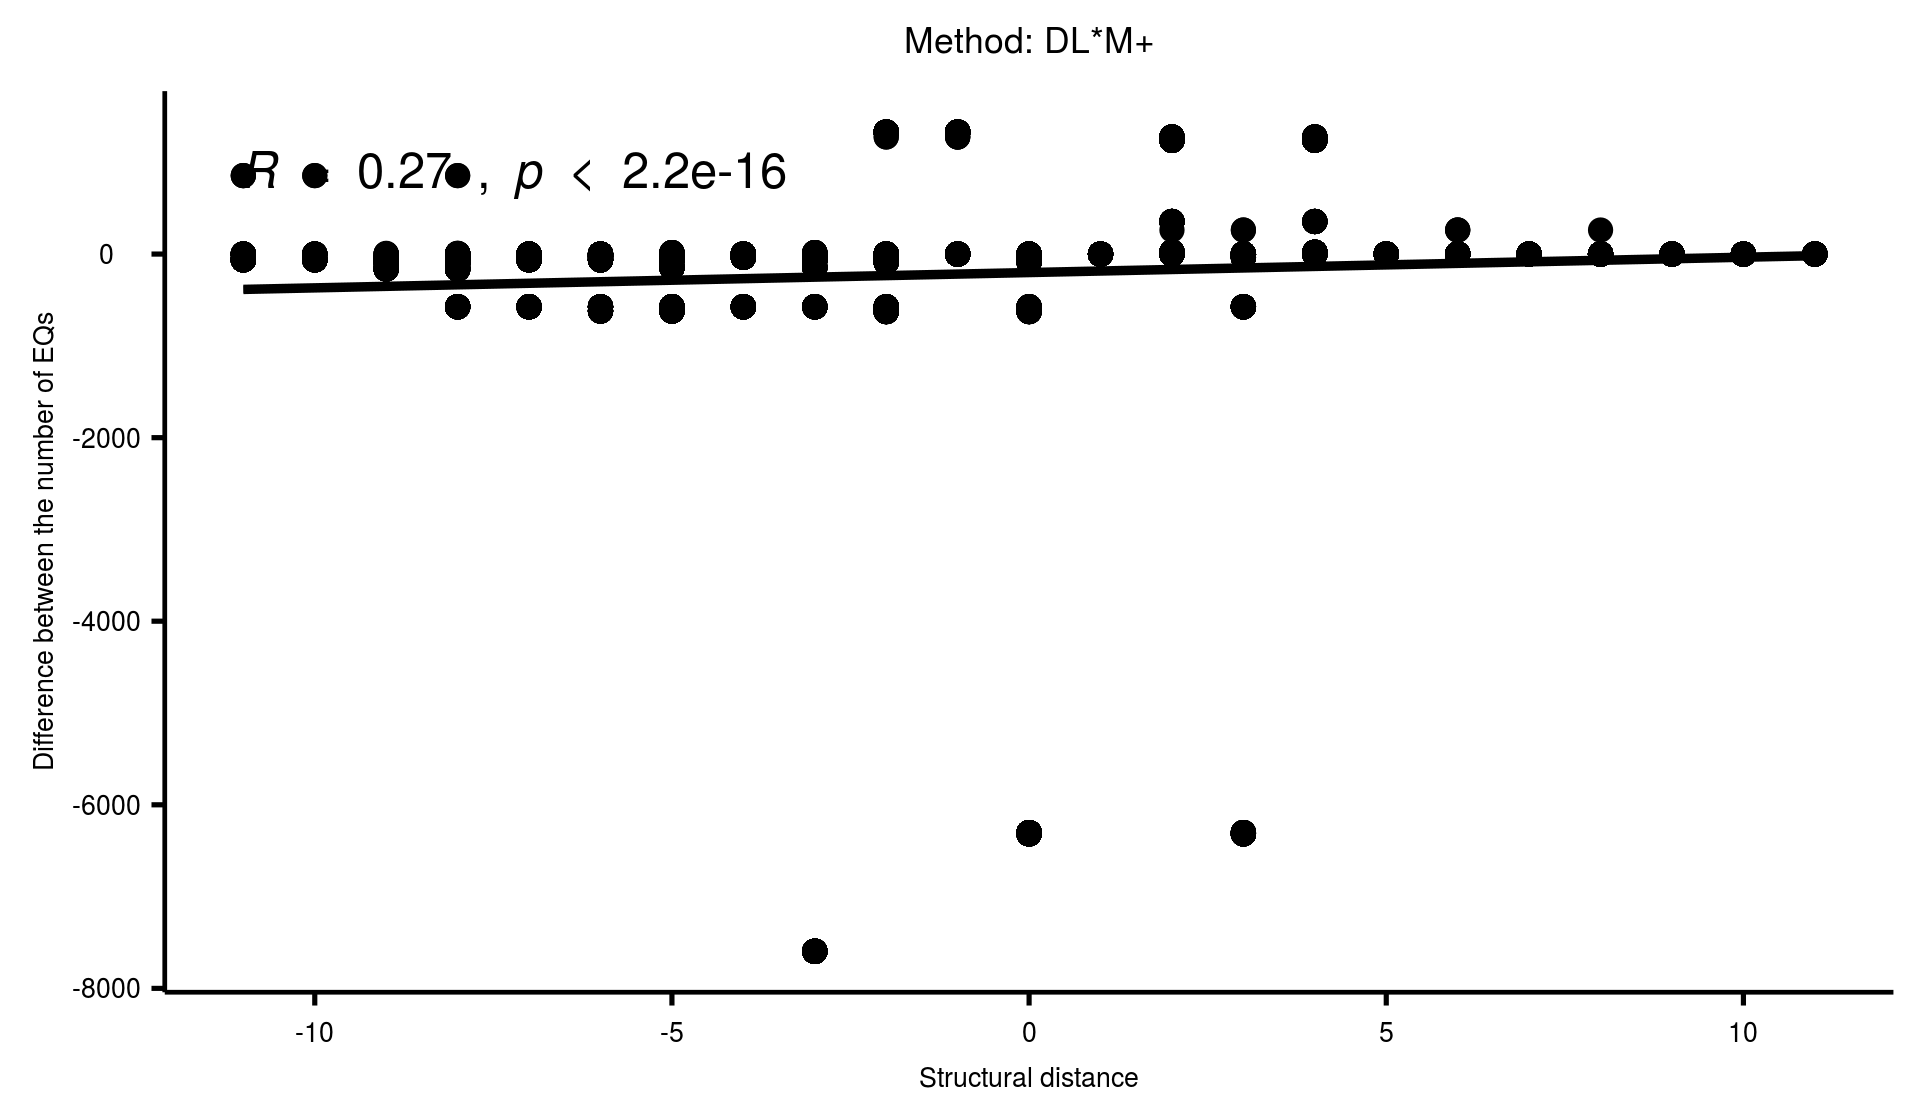 Method: DL*M+
R = 0.27, p < 2.2e-16
0
-2000
-4000
-6000
-8000
Difference between the number of EQs
-10 -5 0 5 10
Structural distance